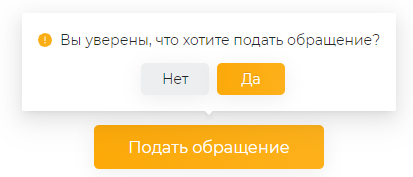 Вы уверены, что хотите подать обращение?
Нет Да
Подать обращение